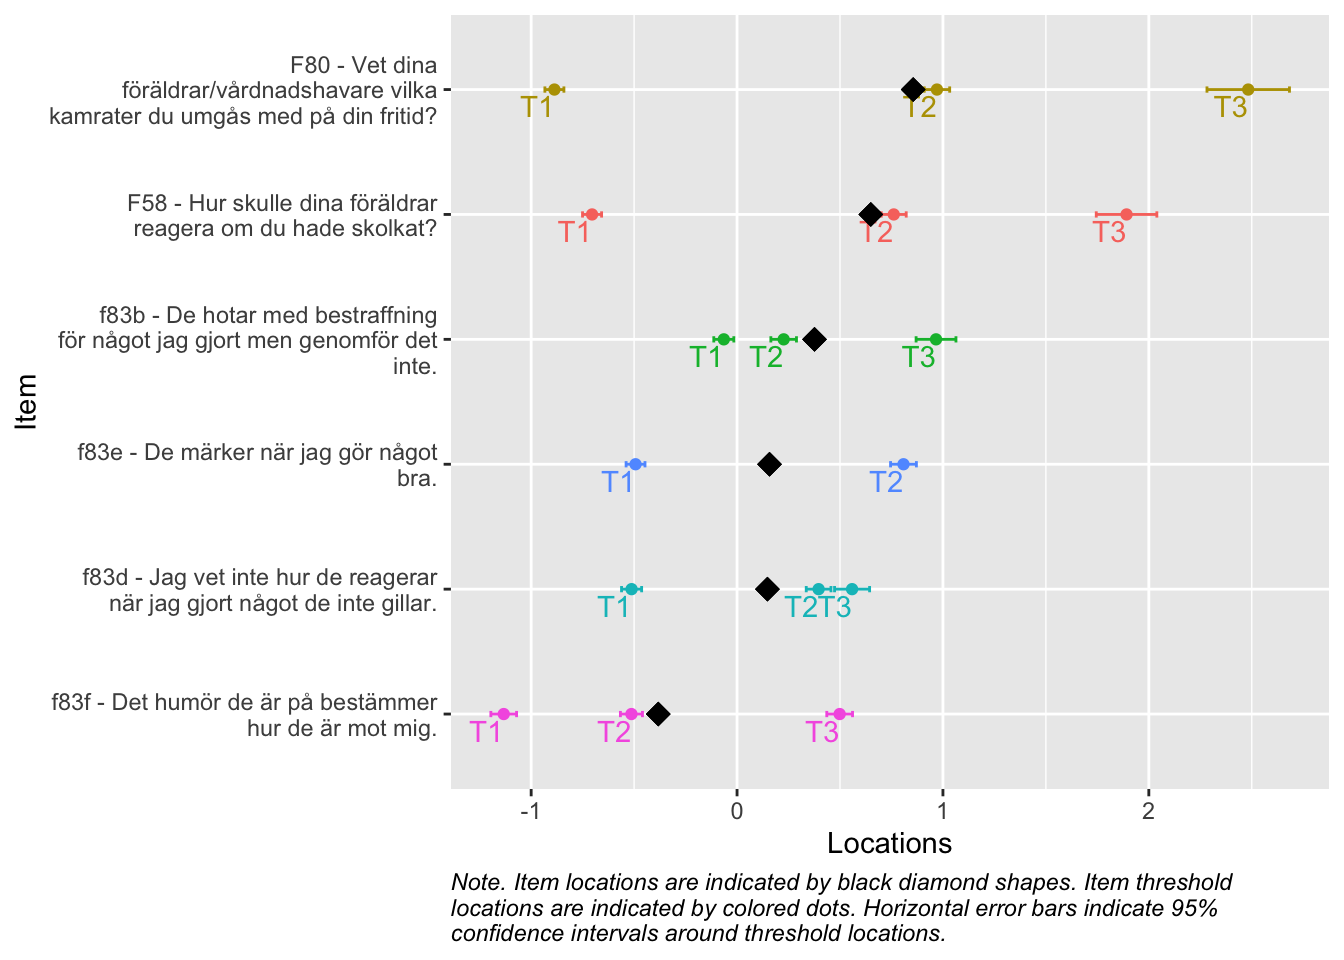 F80 - Vet dina
föräldrar/vårdnadshavare vilka
kamrater du umgås med på din fritid?
T1
T2
T3
F58 - Hur skulle dina föräldrar
reagera om du hade skolkat?
T1
T2
T3
f83b - De hotar med bestraffning
för något jag gjort men genomför det
inte.
T1
T2
T3
Item
f83e - De märker när jag gör något
bra.
T1
T2
f83d - Jag vet inte hur de reagerar
när jag gjort något de inte gillar.
T1
T2
T3
f83f - Det humör de är på bestämmer
hur de är mot mig.
T1
T2
T3
-1
0
1
2
Locations
Note. Item locations are indicated by black diamond shapes. Item threshold
locations are indicated by colored dots. Horizontal error bars indicate 95%
confidence intervals around threshold locations.